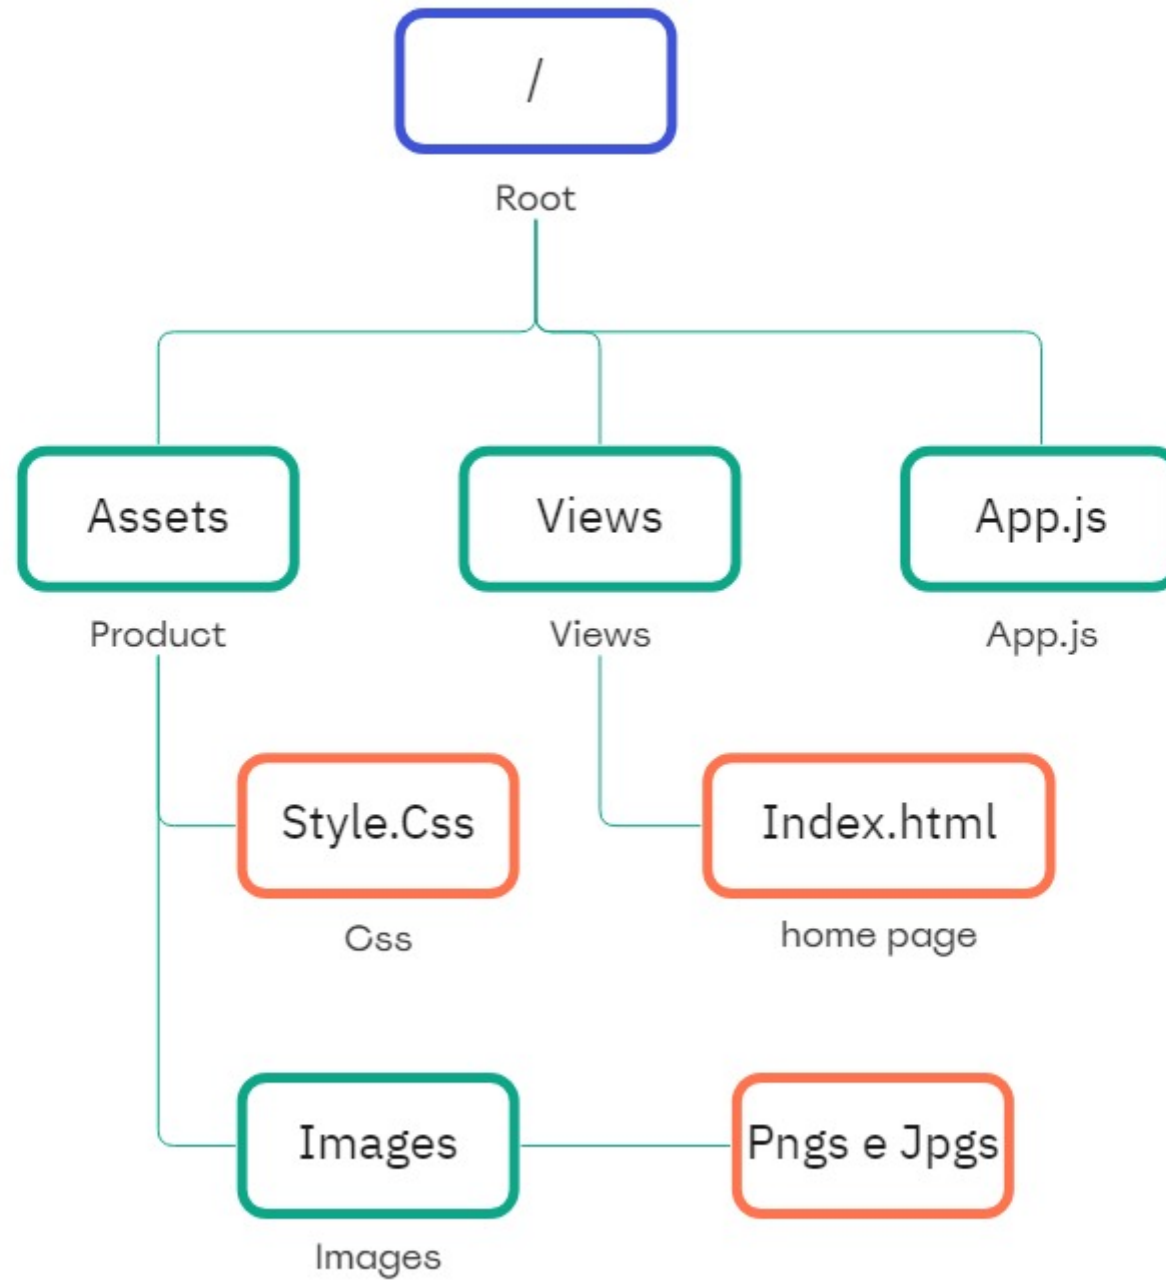 /
Root
Assets
Views
App.js
Product
Views
App.js
Style.Css
Index.html
Css
home page
Images
Pngs e Jpgs
Images